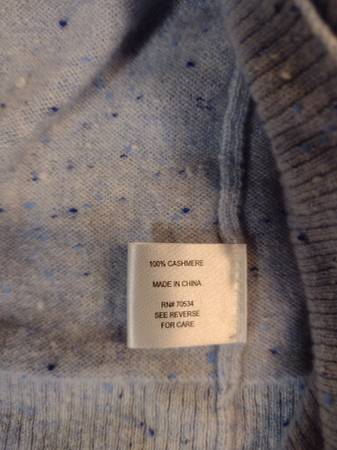 100% CASHMERE
MADE IN CHINA
RN# 70534
SEE REVERSE
FOR CARE